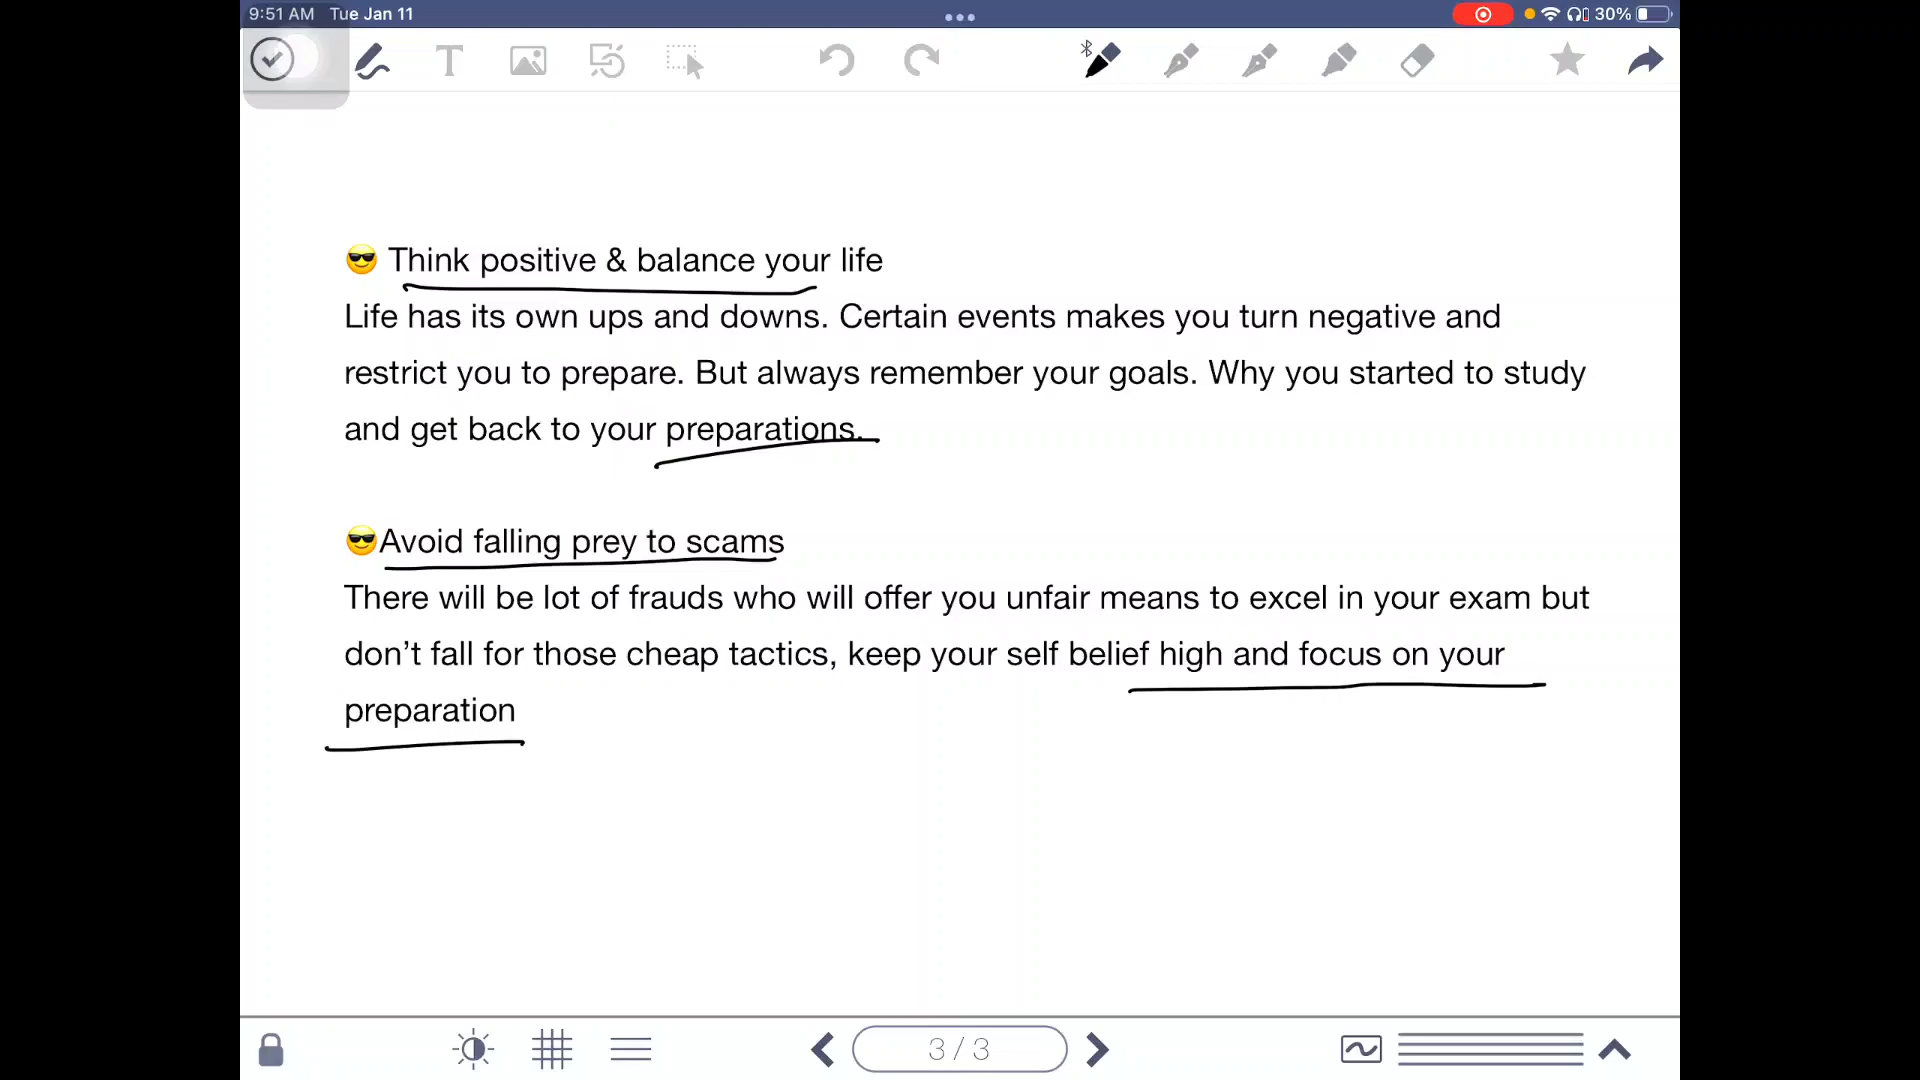 9:51 AM Tue Jan 11
30%
T
😎 Think positive & balance your life
Life has its own ups and downs. Certain events makes you turn negative and
restrict you to prepare. But always remember your goals. Why you started to study
and get back to your preparations.
😎Avoid falling prey to scams
There will be lot of frauds who will offer you unfair means to excel in your exam but
don’t fall for those cheap tactics, keep your self belief high and focus on your
preparation
3 / 3